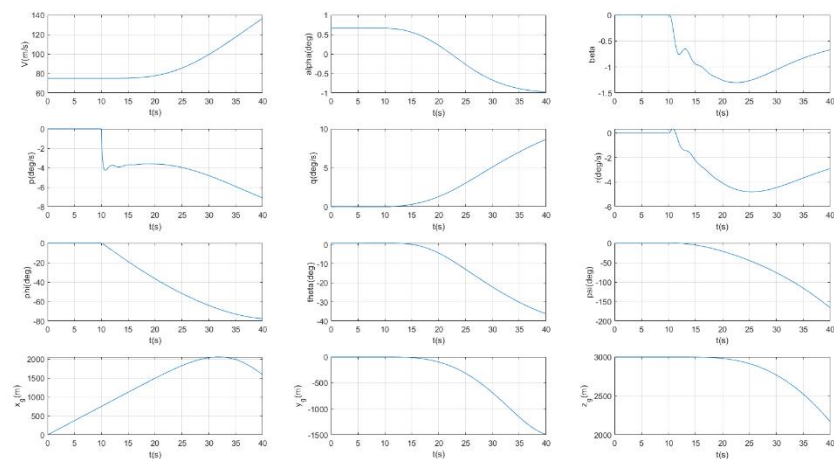 140
120
100
80
60
V(m/s)
0 5 10 15 20 25 30 35 40
t(s)
1
0.5
0
-0.5
-1
alpha(deg)
0 5 10 15 20 25 30 35 40
t(s)
0
-0.5
-1
-1.5
beta
0 5 10 15 20 25 30 35 40
t(s)
0
-2
-4
-6
-8
p(deg/s)
0 5 10 15 20 25 30 35 40
t(s)
10
5
0
q(deg/s)
0 5 10 15 20 25 30 35 40
t(s)
0
-2
-4
-6
r(deg/s)
0 5 10 15 20 25 30 35 40
t(s)
0
-20
-40
-60
-80
phi(deg)
0 5 10 15 20 25 30 35 40
t(s)
0
-10
-20
-30
-40
theta(deg)
0 5 10 15 20 25 30 35 40
t(s)
0
-50
-100
-150
-200
psi(deg)
0 5 10 15 20 25 30 35 40
t(s)
2000
1500
1000
500
0
x_g(m)
0 5 10 15 20 25 30 35 40
t(s)
0
-500
-1000
-1500
y_g(m)
0 5 10 15 20 25 30 35 40
t(s)
3000
2500
2000
z_g(m)
0 5 10 15 20 25 30 35 40
t(s)